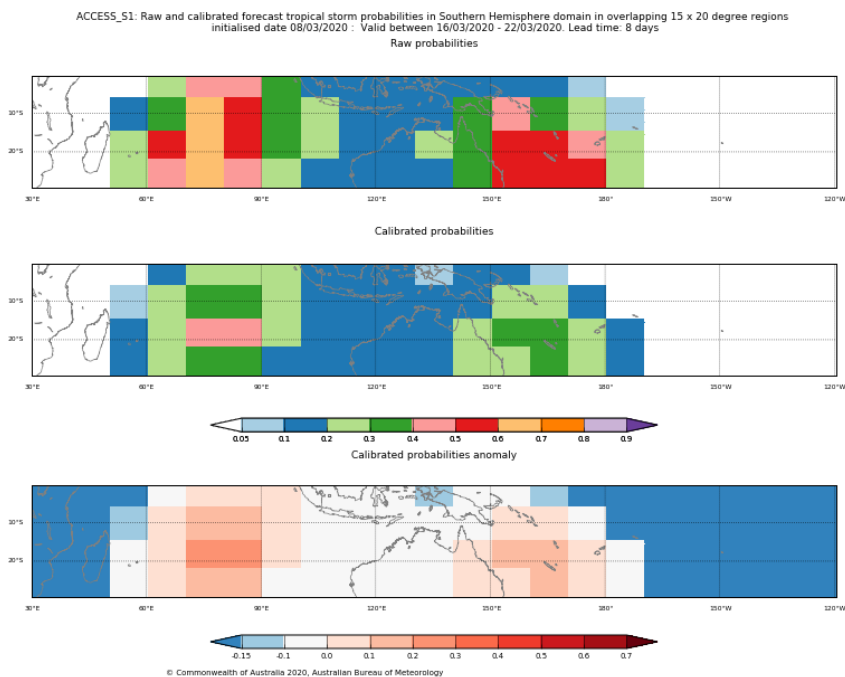 ACCESS_S1: Raw and calibrated forecast tropical storm probabilities in Southern Hemisphere domain in overlapping 15 x 20 degree regions
initialised date 08/03/2020 : Valid between 16/03/2020 - 22/03/2020. Lead time: 8 days
Raw probabilities
10°S
20°S
30°E 60°E 90°E 120°E 150°E 180° 150°W 120°W
Calibrated probabilities
10°S
20°S
30°E 60°E 90°E 120°E 150°E 180° 150°W 120°W
0.05 0.1 0.2 0.3 0.4 0.5 0.6 0.7 0.8 0.9
Calibrated probabilities anomaly
10°S
20°S
30°E 60°E 90°E 120°E 150°E 180° 150°W 120°W
-0.15 -0.1 0.0 0.1 0.2 0.3 0.4 0.5 0.6 0.7
© Commonwealth of Australia 2020, Australian Bureau of Meteorology